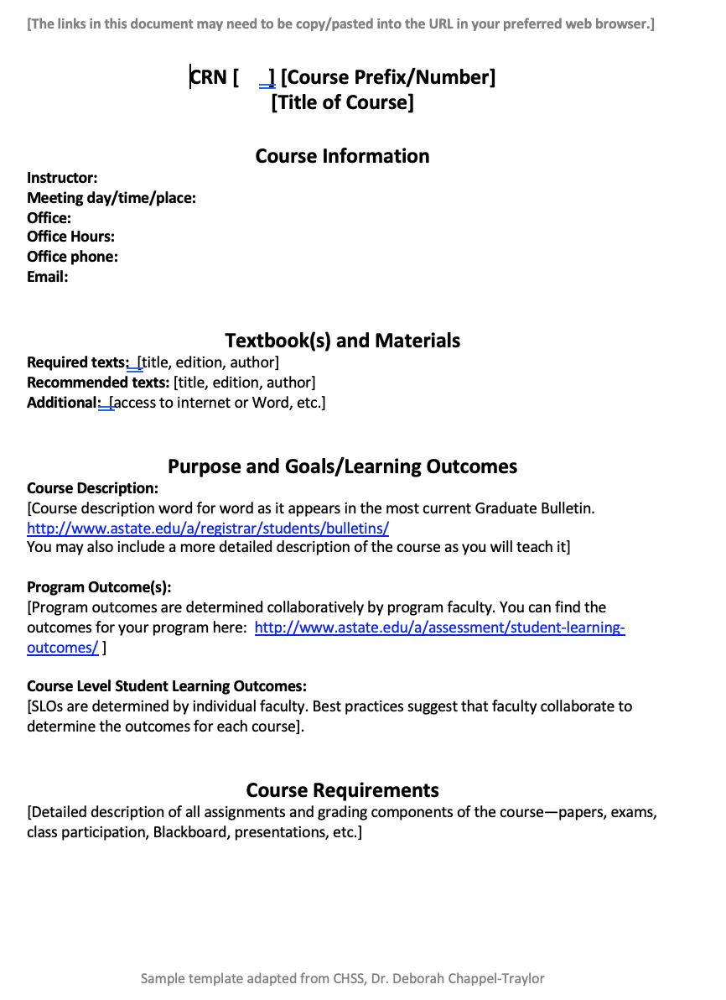 [The links in this document may need to be copy/pasted into the URL in your preferred web browser.]
CRN [    ] [Course Prefix/Number]
[Title of Course]
Course Information
Instructor:
Meeting day/time/place:
Office:
Office Hours:
Office phone:
Email:
Textbook(s) and Materials
Required texts:  [title, edition, author]
Recommended texts: [title, edition, author]
Additional:  [access to internet or Word, etc.]
Purpose and Goals/Learning Outcomes
Course Description:
[Course description word for word as it appears in the most current Graduate Bulletin.
http://www.astate.edu/a/registrar/students/bulletins/
You may also include a more detailed description of the course as you will teach it]
Program Outcome(s):
[Program outcomes are determined collaboratively by program faculty. You can find the
outcomes for your program here:  http://www.astate.edu/a/assessment/student-learning-
outcomes/ ]
Course Level Student Learning Outcomes:
[SLOs are determined by individual faculty. Best practices suggest that faculty collaborate to
determine the outcomes for each course].
Course Requirements
[Detailed description of all assignments and grading components of the course—papers, exams,
class participation, Blackboard, presentations, etc.]
Sample template adapted from CHSS, Dr. Deborah Chappel-Traylor